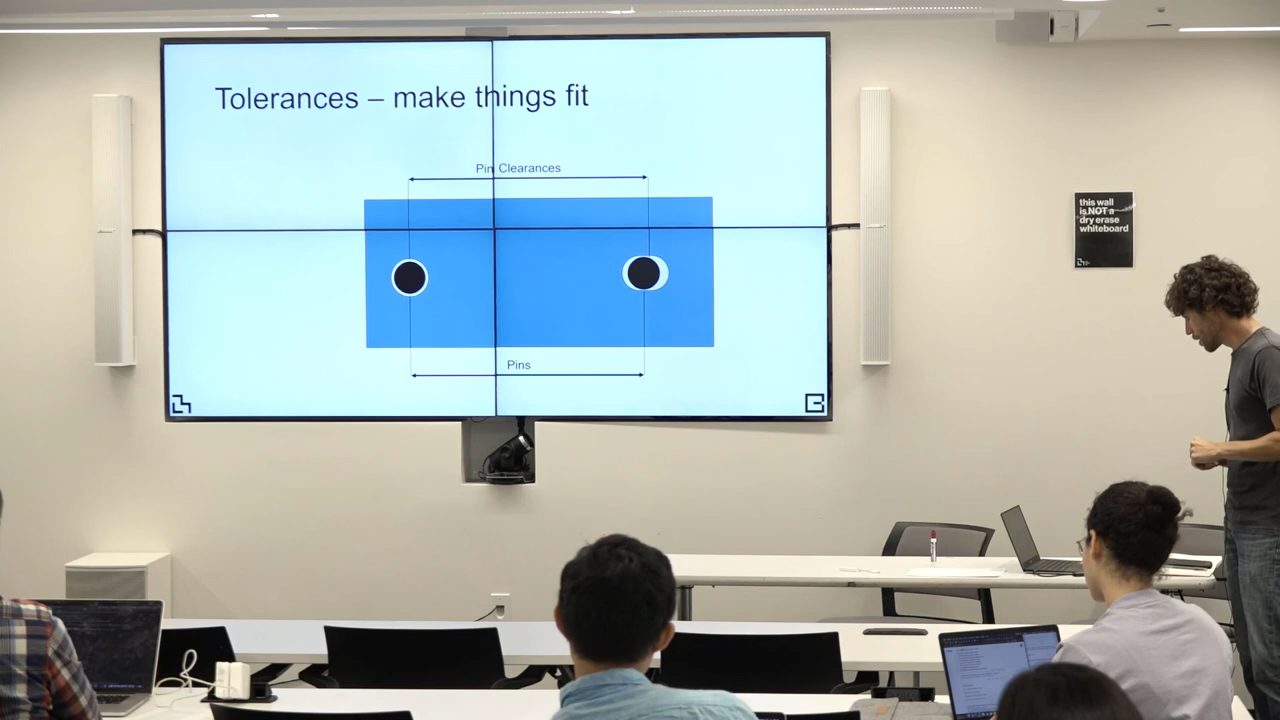 Tolerances – make things fit
Pin Clearances
Pins
this wall
is NOT a
dry erase
whiteboard